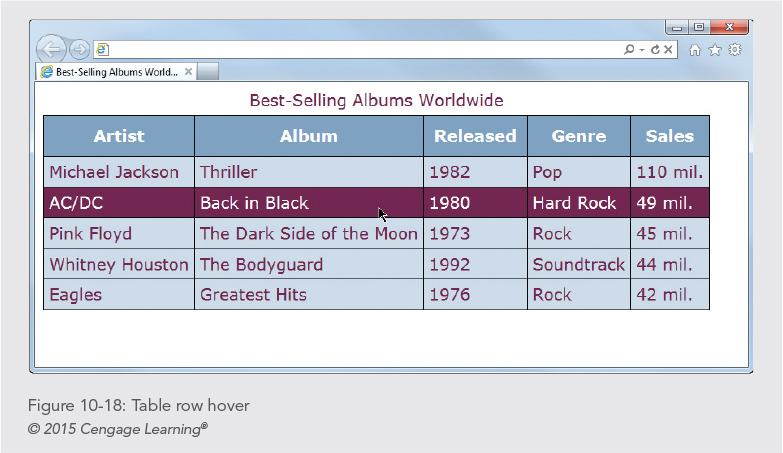 Best-Selling Albums World...
Best-Selling Albums Worldwide
Artist Album Released Genre Sales
Michael Jackson Thriller 1982 Pop 110 mil.
AC/DC Back in Black 1980 Hard Rock 49 mil.
Pink Floyd The Dark Side of the Moon 1973 Rock 45 mil.
Whitney Houston The Bodyguard 1992 Soundtrack 44 mil.
Eagles Greatest Hits 1976 Rock 42 mil.
Figure 10-18: Table row hover
© 2015 Cengage Learning®